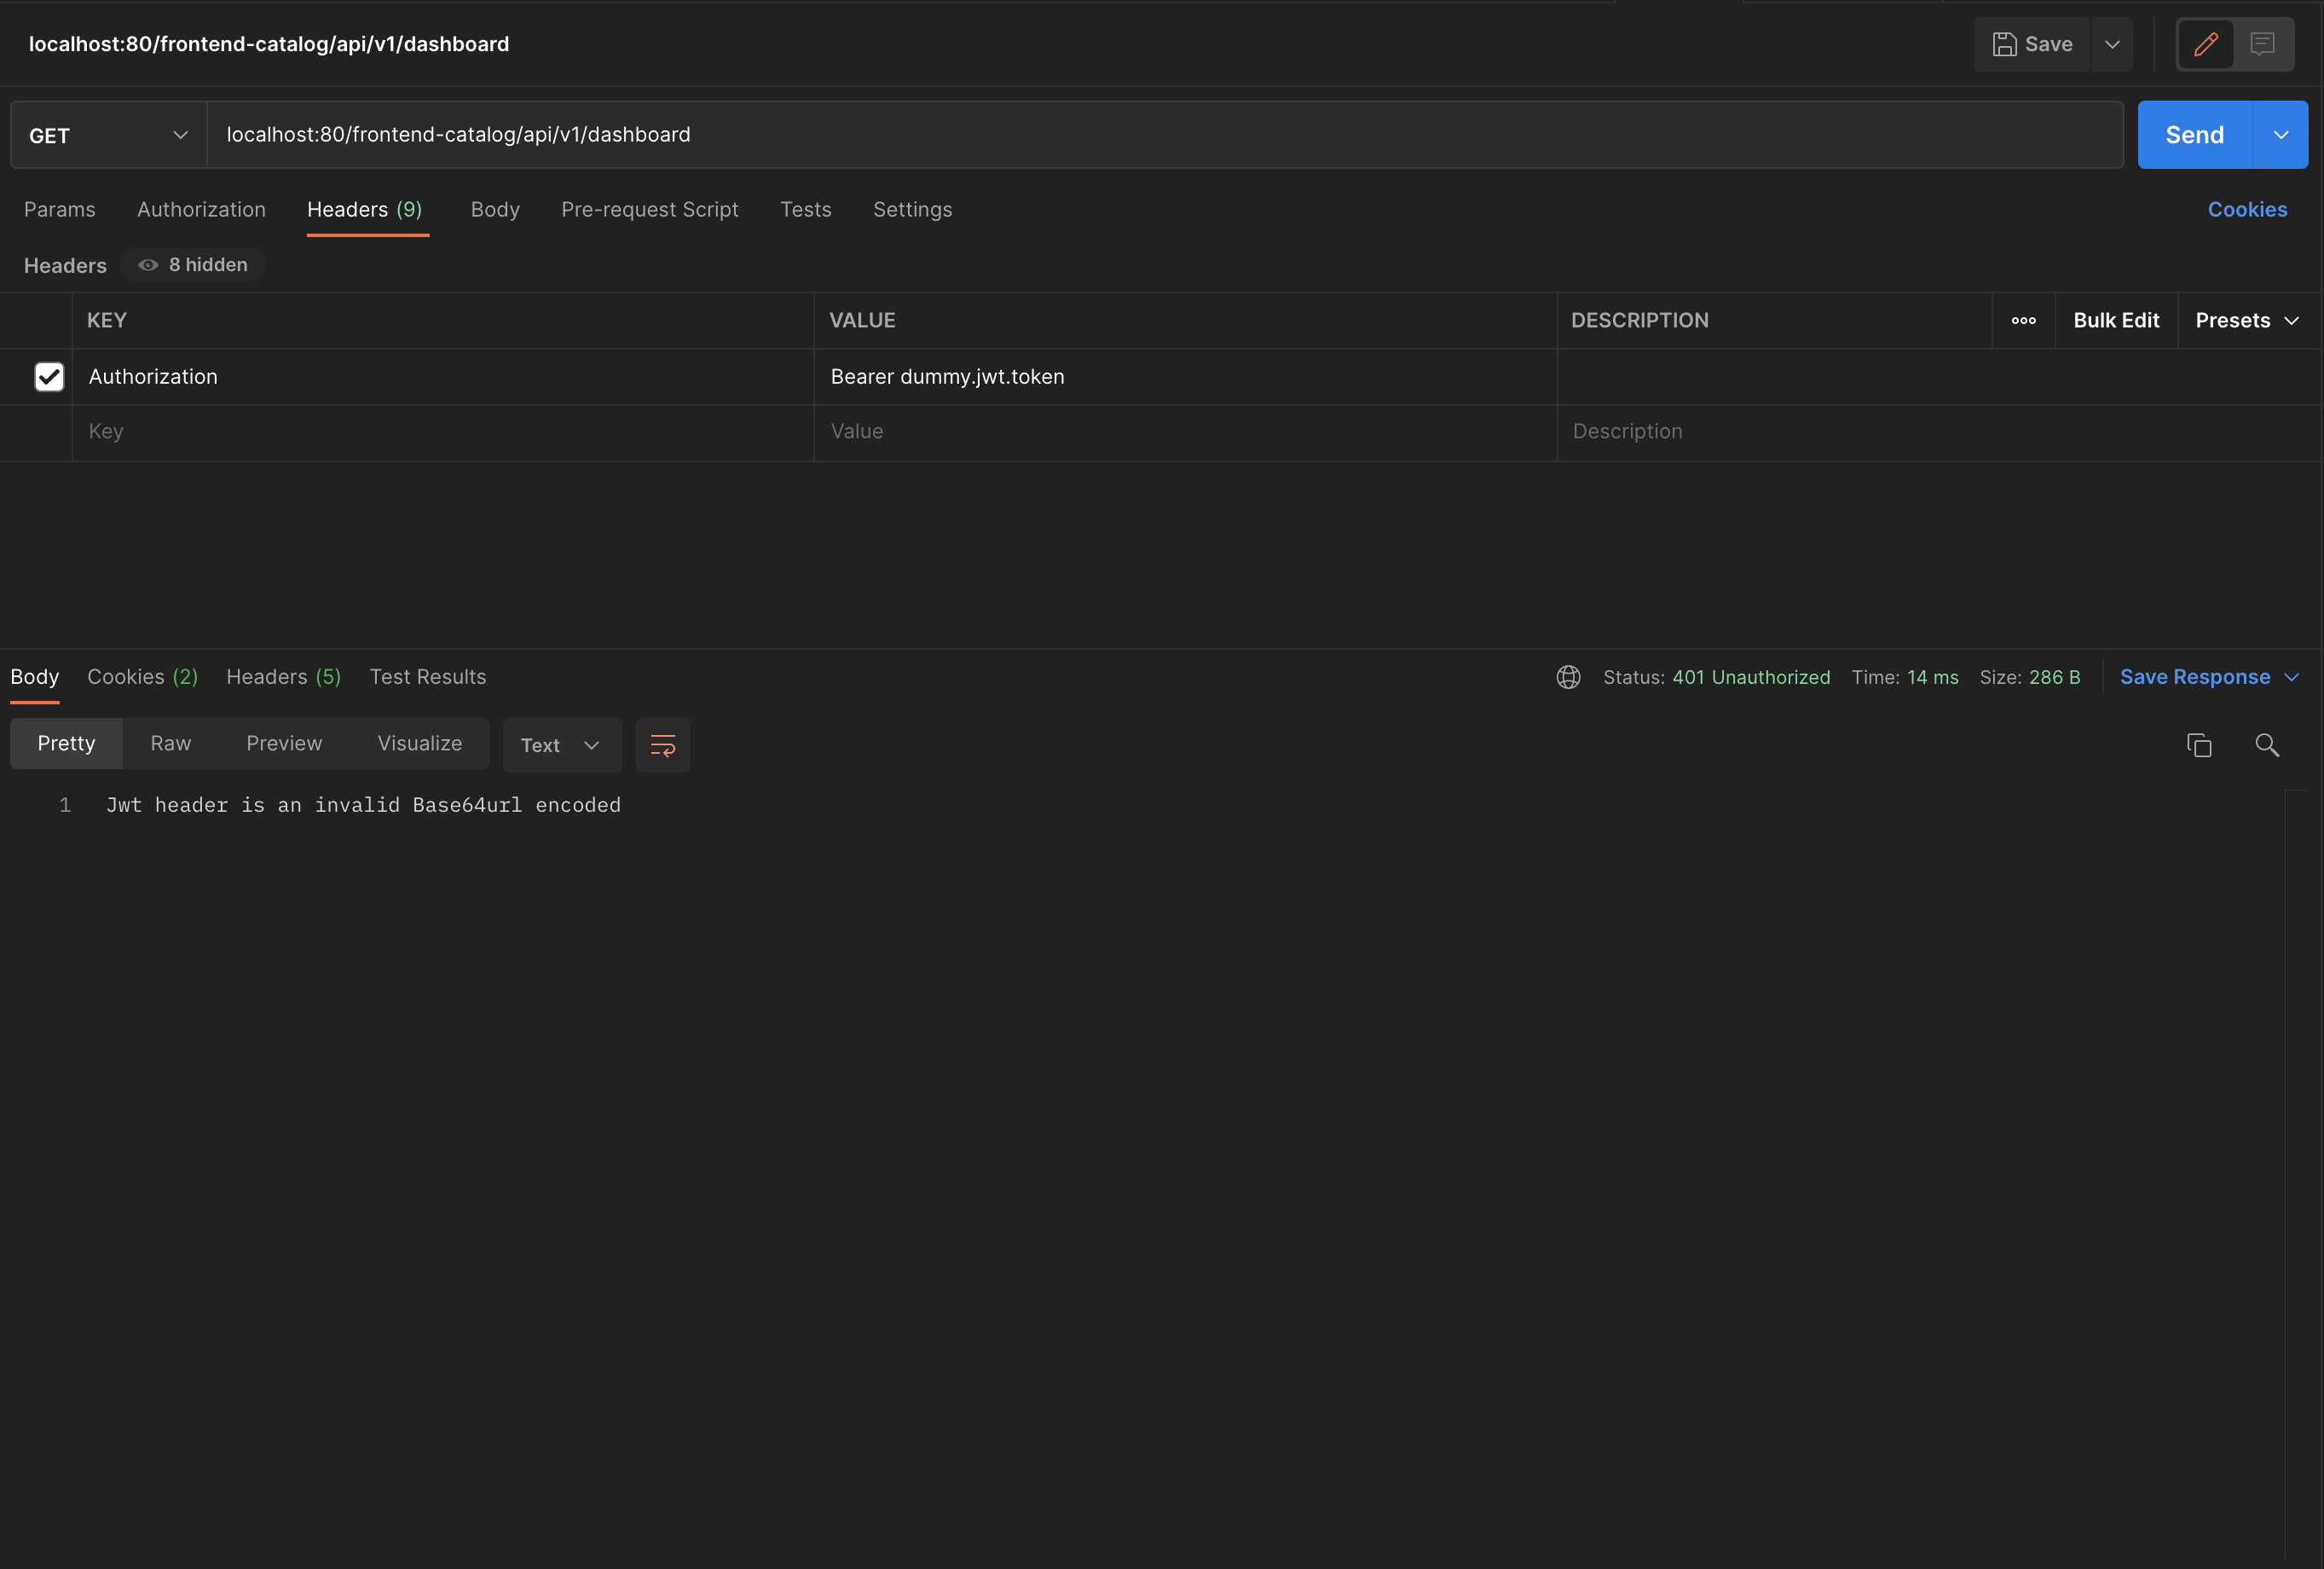 localhost:80/frontend-catalog/api/v1/dashboard
Save
GET
localhost:80/frontend-catalog/api/v1/dashboard
Send
Params Authorization Headers (9) Body Pre-request Script Tests Settings Cookies
Headers 8 hidden
KEY VALUE DESCRIPTION Bulk Edit Presets
Authorization Bearer dummy.jwt.token
Key Value Description
Body Cookies (2) Headers (5) Test Results Status: 401 Unauthorized Time: 14 ms Size: 286 B Save Response
Pretty Raw Preview Visualize Text
1 Jwt header is an invalid Base64url encoded